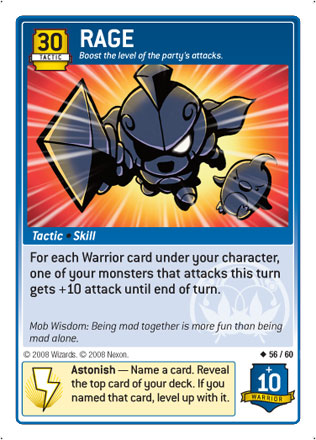 30
TACTIC
RAGE
Boost the level of the party's attacks.
Tactic • Skill
For each Warrior card under your character,
one of your monsters that attacks this turn
gets +10 attack until end of turn.
Mob Wisdom: Being mad together is more fun than being
mad alone.
© 2008 Wizards. © 2008 Nexon.
◆ 56 / 60
Astonish — Name a card. Reveal
the top card of your deck. If you
named that card, level up with it.
+
10
WARRIOR